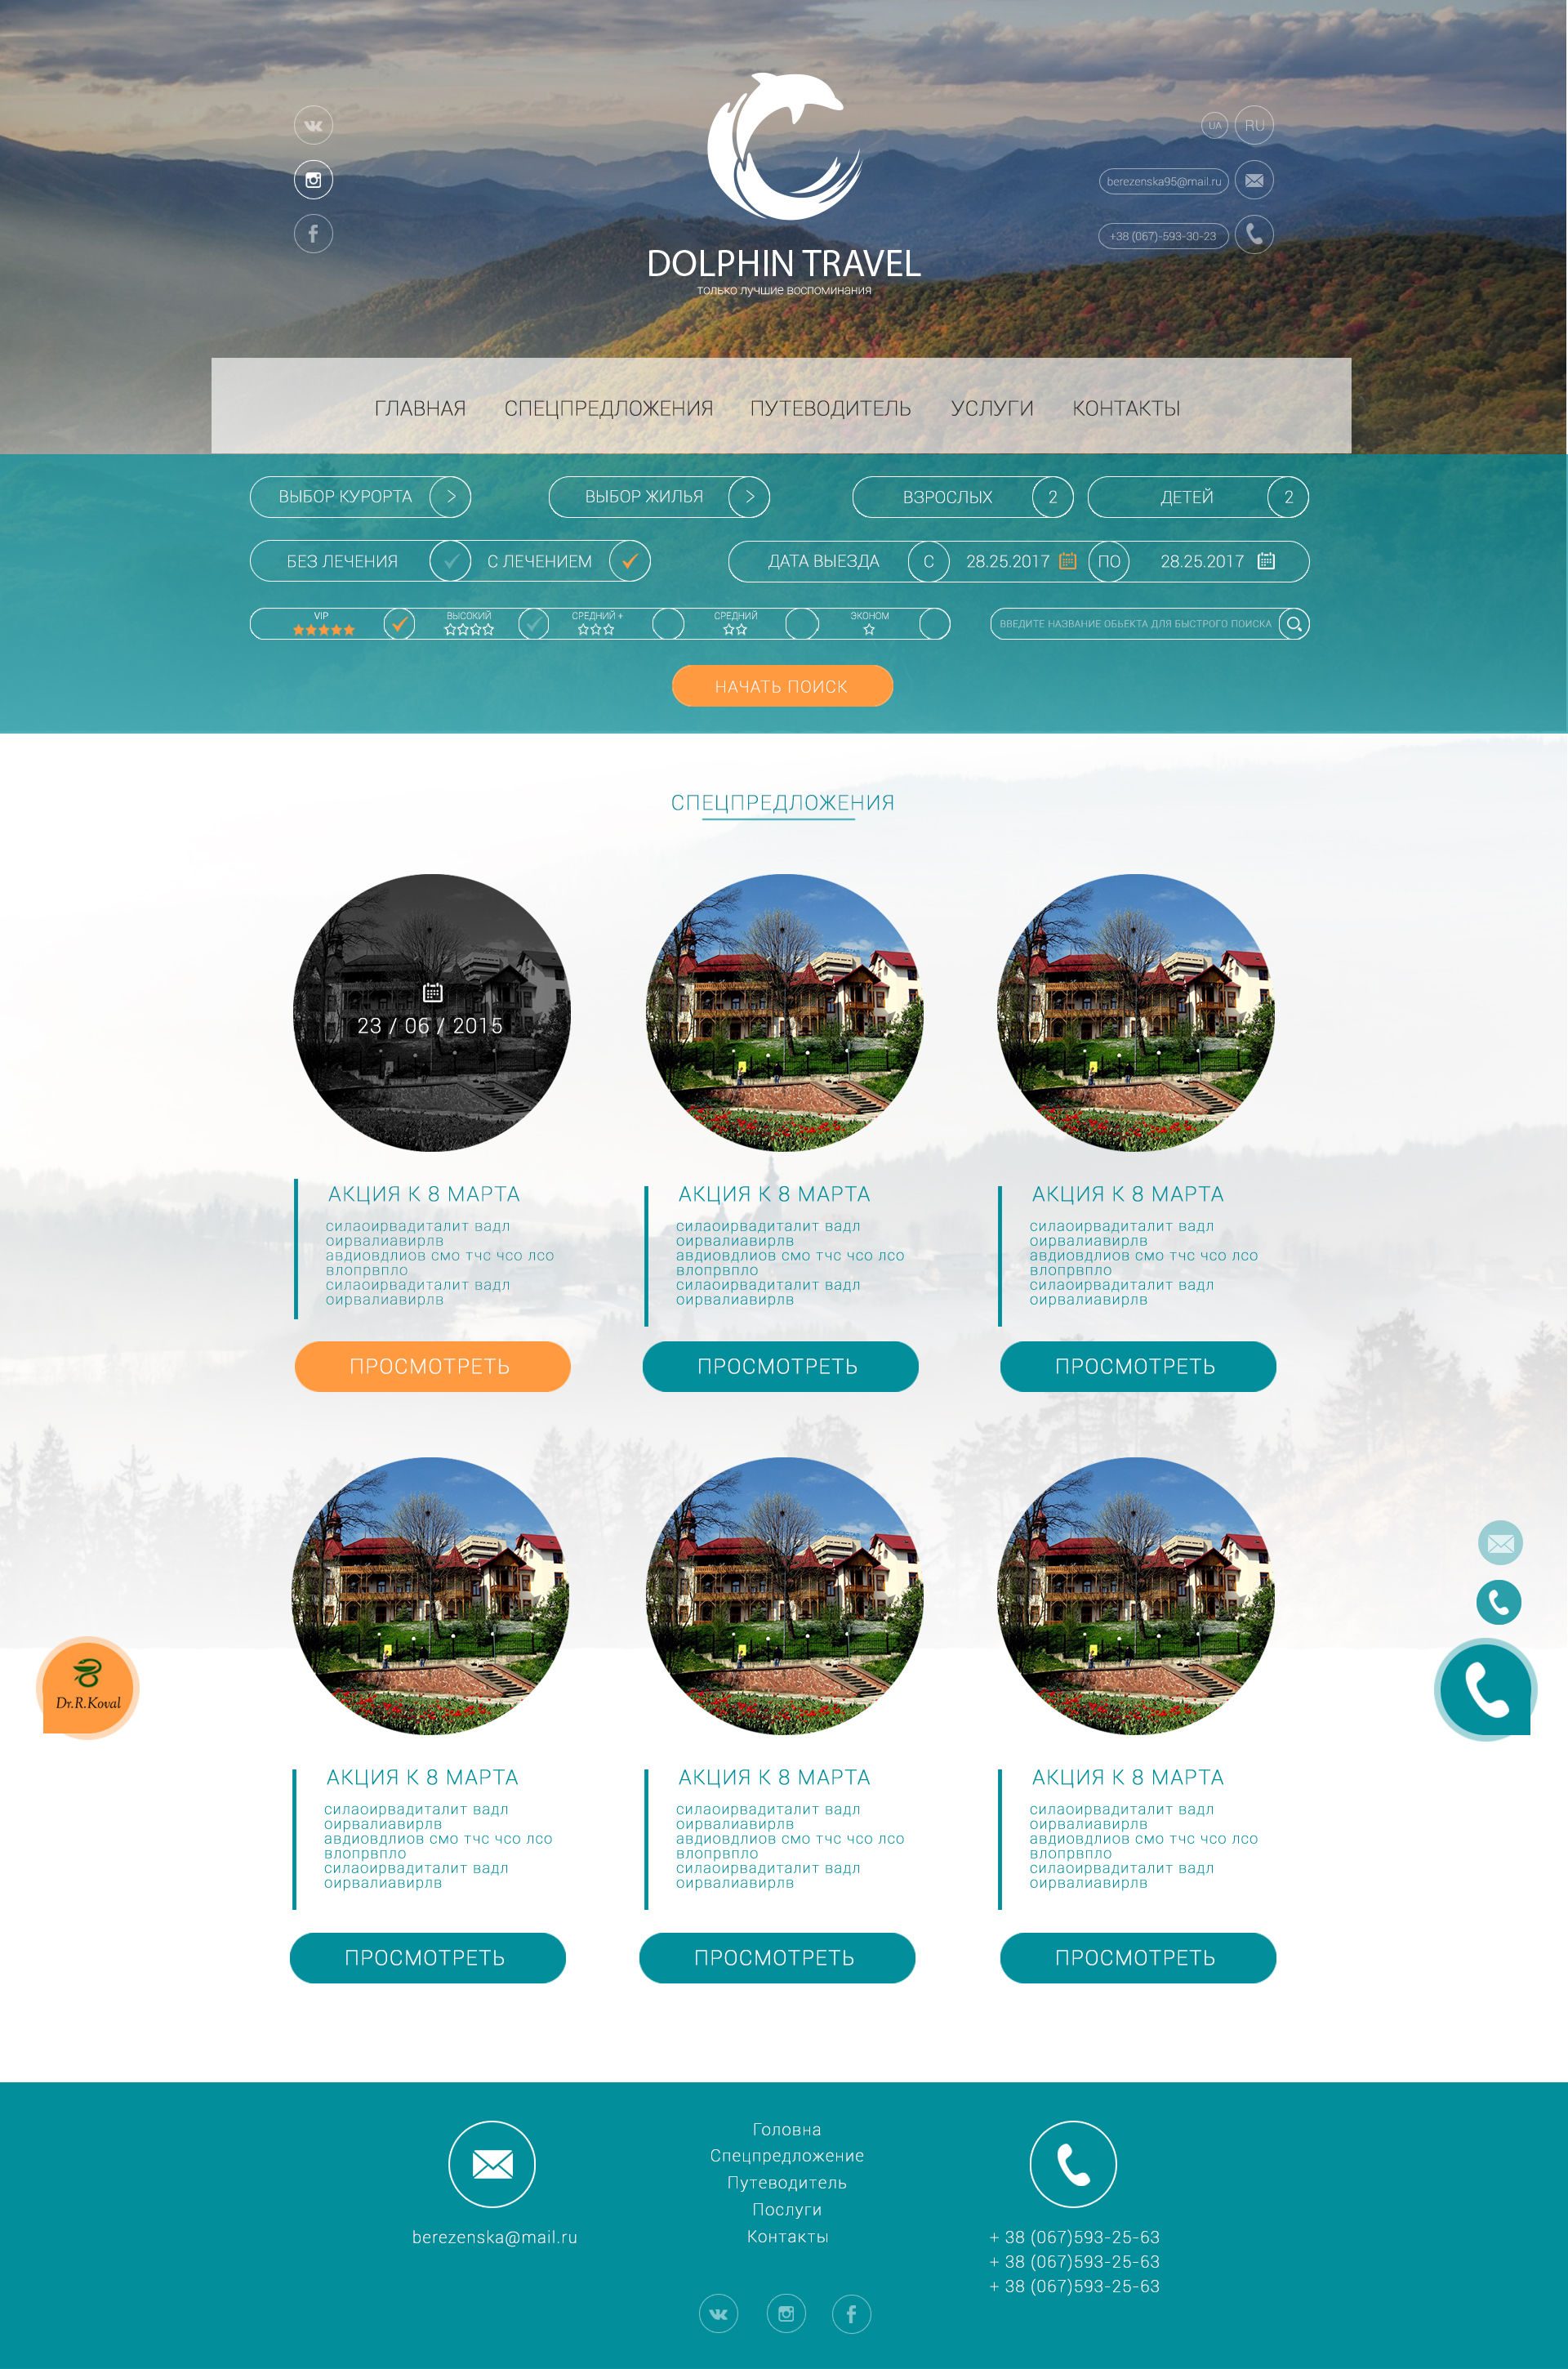 UA RU
berezenska95@mail.ru
+38 (067)-593-30-23
DOLPHIN TRAVEL
только лучшие воспоминания
ГЛАВНАЯ СПЕЦПРЕДЛОЖЕНИЯ ПУТЕВОДИТЕЛЬ УСЛУГИ КОНТАКТЫ
ВЫБОР КУРОРТА > ВЫБОР ЖИЛЬЯ > ВЗРОСЛЫХ 2 ДЕТЕЙ 2
БЕЗ ЛЕЧЕНИЯ С ЛЕЧЕНИЕМ ДАТА ВЫЕЗДА С 28.25.2017 ПО 28.25.2017
VIP ВЫСОКИЙ СРЕДНИЙ + СРЕДНИЙ ЭКОНОМ
ВВЕДИТЕ НАЗВАНИЕ ОБЬЕКТА ДЛЯ БЫСТРОГО ПОИСКА
НАЧАТЬ ПОИСК
СПЕЦПРЕДЛОЖЕНИЯ
23 / 06 / 2015
АКЦИЯ К 8 МАРТА
силаоирвадиталит вадл
оирвалиавирлв
авдиовдлиов смо тчс чсо лсо
влопрвпло
силаоирвадиталит вадл
оирвалиавирлв
ПРОСМОТРЕТЬ
АКЦИЯ К 8 МАРТА
силаоирвадиталит вадл
оирвалиавирлв
авдиовдлиов смо тчс чсо лсо
влопрвпло
силаоирвадиталит вадл
оирвалиавирлв
ПРОСМОТРЕТЬ
АКЦИЯ К 8 МАРТА
силаоирвадиталит вадл
оирвалиавирлв
авдиовдлиов смо тчс чсо лсо
влопрвпло
силаоирвадиталит вадл
оирвалиавирлв
ПРОСМОТРЕТЬ
Dr.R.Koval
АКЦИЯ К 8 МАРТА
силаоирвадиталит вадл
оирвалиавирлв
авдиовдлиов смо тчс чсо лсо
влопрвпло
силаоирвадиталит вадл
оирвалиавирлв
ПРОСМОТРЕТЬ
АКЦИЯ К 8 МАРТА
силаоирвадиталит вадл
оирвалиавирлв
авдиовдлиов смо тчс чсо лсо
влопрвпло
силаоирвадиталит вадл
оирвалиавирлв
ПРОСМОТРЕТЬ
АКЦИЯ К 8 МАРТА
силаоирвадиталит вадл
оирвалиавирлв
авдиовдлиов смо тчс чсо лсо
влопрвпло
силаоирвадиталит вадл
оирвалиавирлв
ПРОСМОТРЕТЬ
berezenska@mail.ru
Головна
Спецпредложение
Путеводитель
Послуги
Контакты
+ 38 (067)593-25-63
+ 38 (067)593-25-63
+ 38 (067)593-25-63